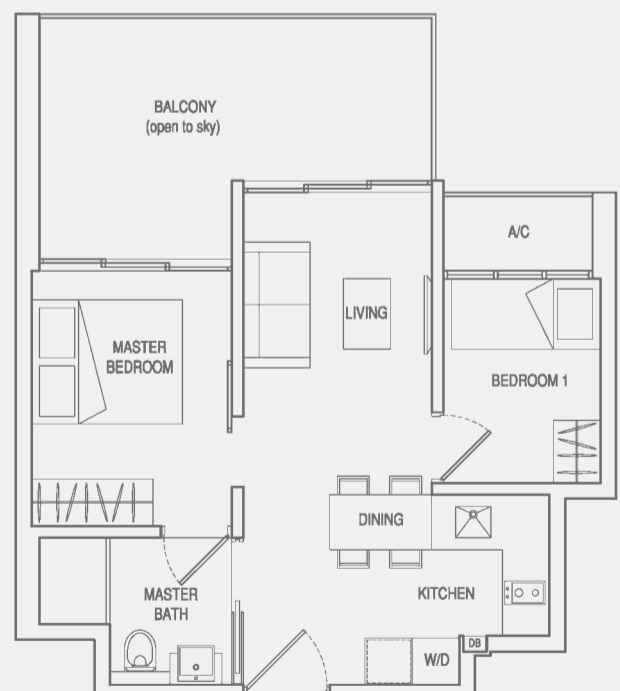 BALCONY
(open to sky)
A/C
LIVING
MASTER
BEDROOM
BEDROOM 1
DINING
KITCHEN
MASTER
BATH
DB
W/D